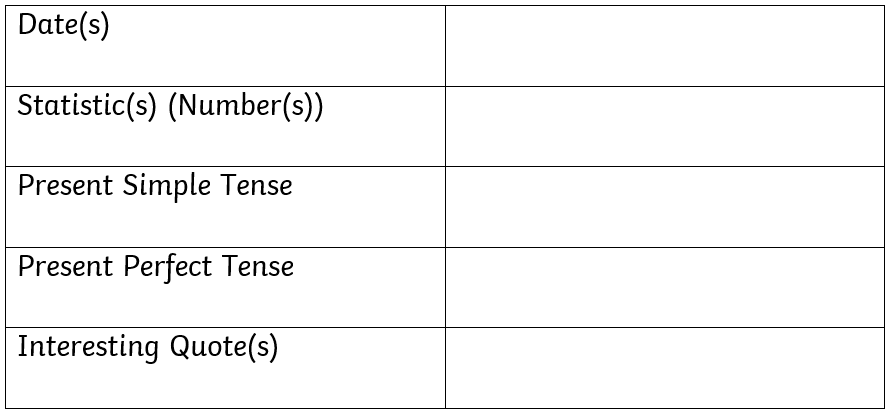 Date(s)
Statistic(s) (Number(s))
Present Simple Tense
Present Perfect Tense
Interesting Quote(s)